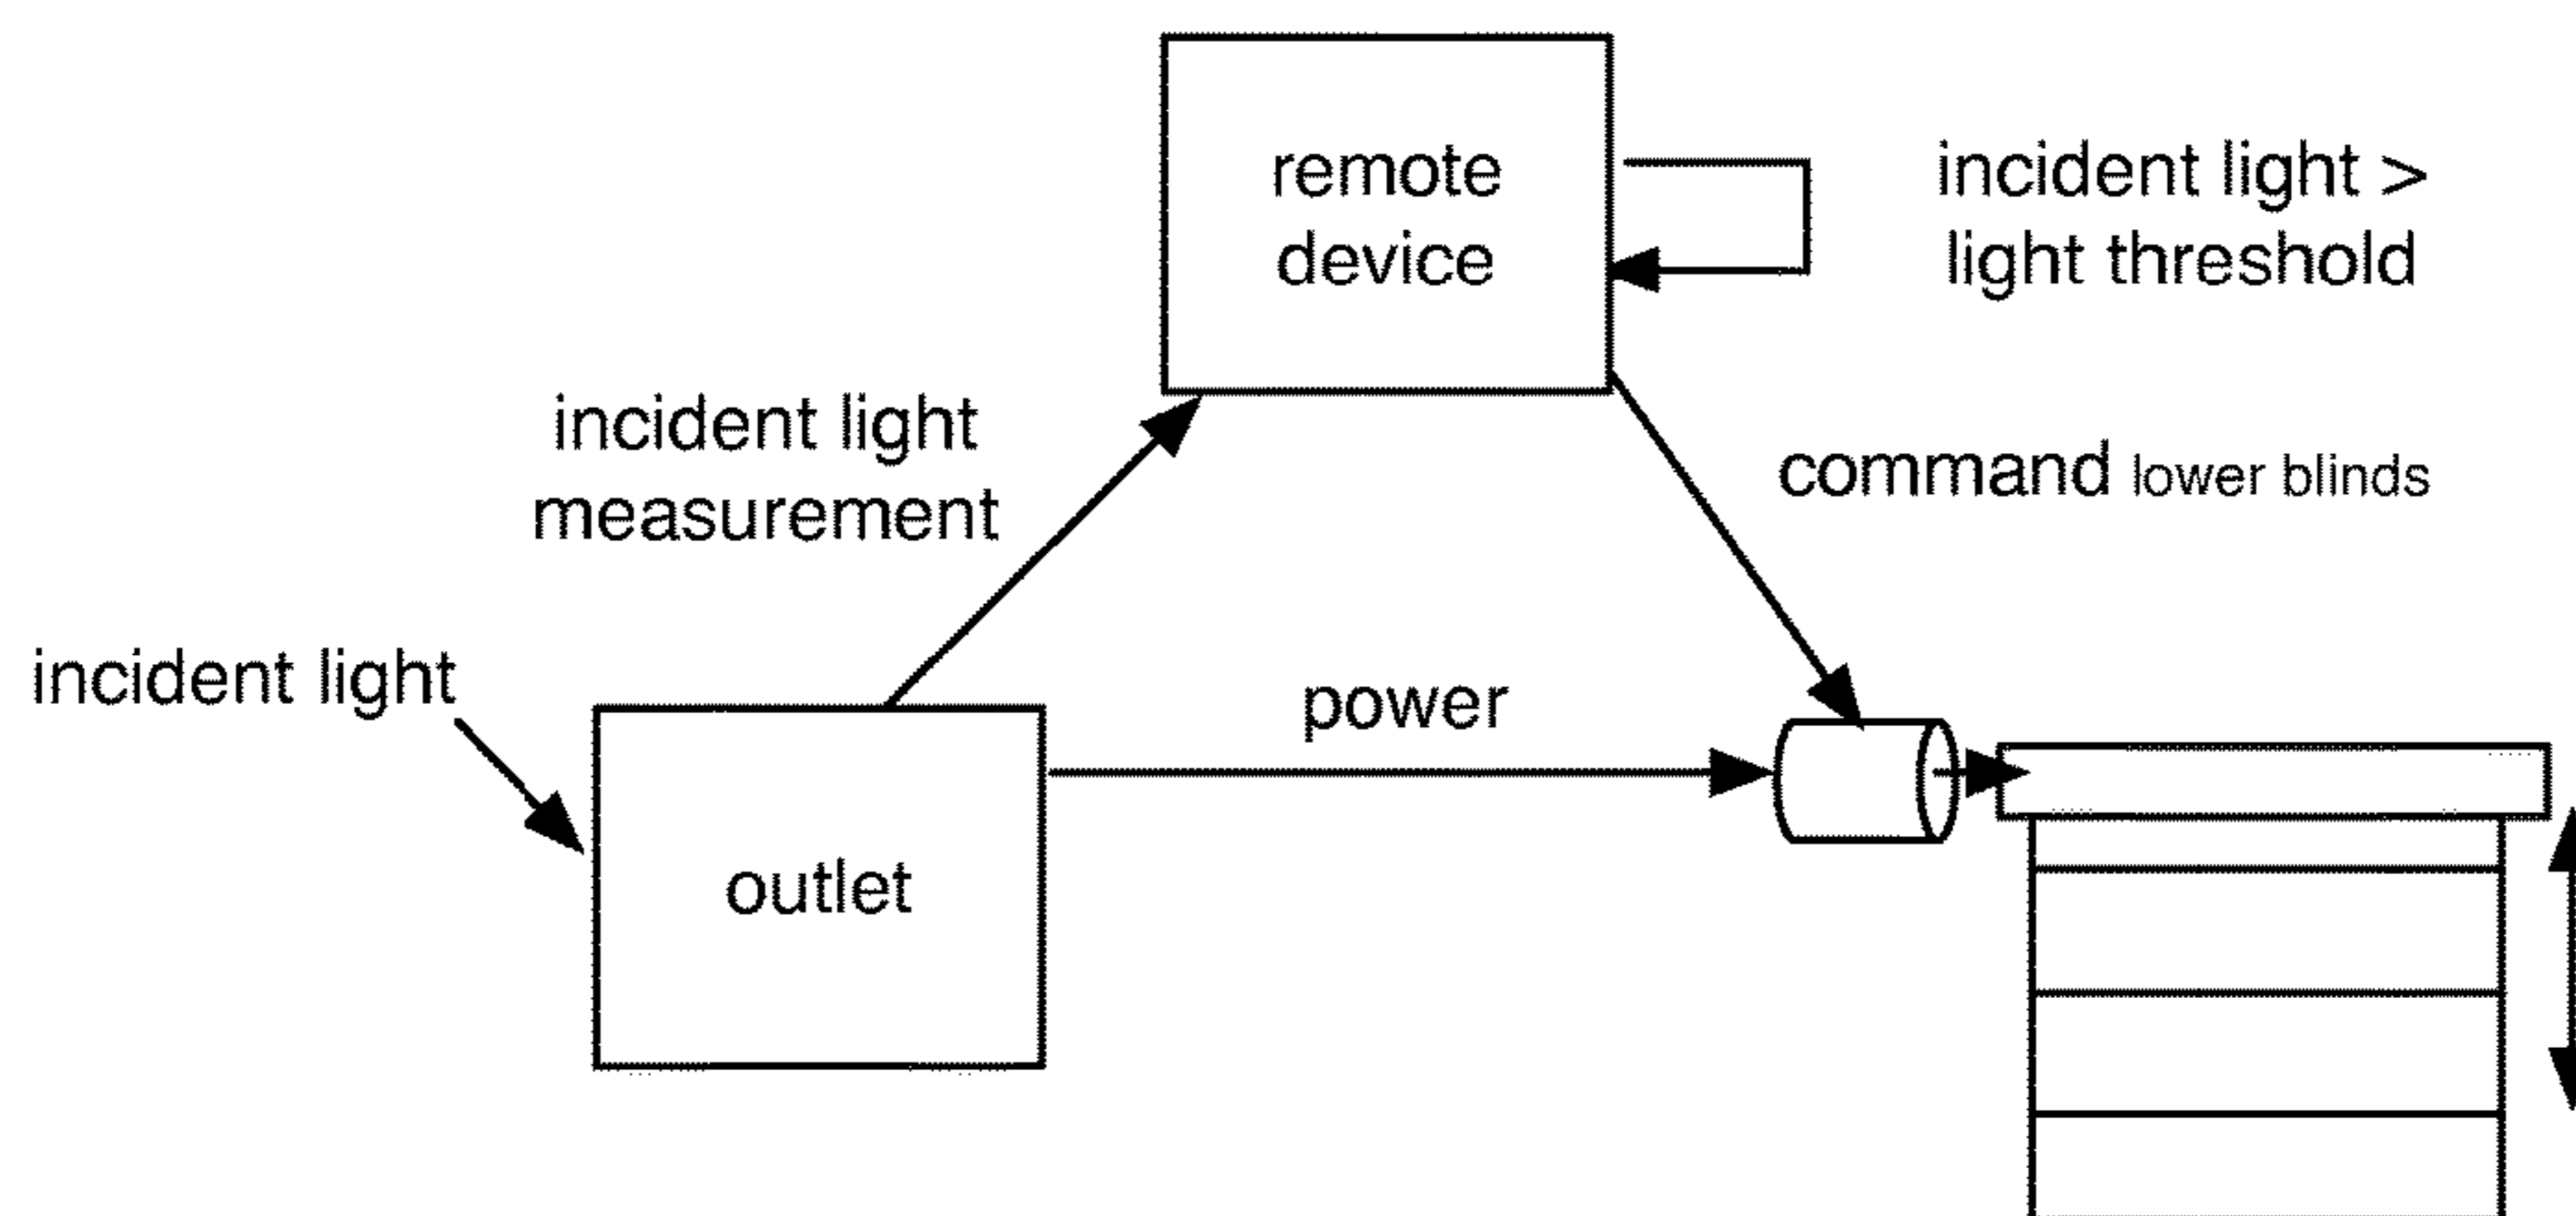 remote
device
incident light >
light threshold
incident light
measurement
command lower blinds
incident light
power
outlet